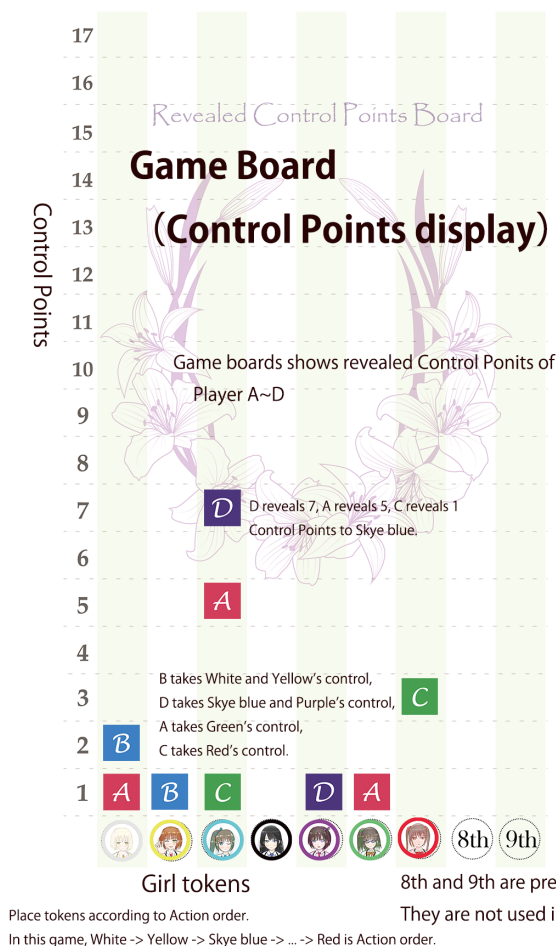 17
16
Revealed Control Points Board
15
Game Board
14
13
(Control Points display)
Control Points
12
11
10
Game boards shows revealed Control Ponits of
Player A~D
9
8
7
D
D reveals 7, A reveals 5, C reveals 1
Control Points to Skye blue.
6
5
A
4
B takes White and Yellow's control,
3
D takes Skye blue and Purple's control,
C
A takes Green's control,
2
B
C takes Red's control.
1
A B C D A
8th 9th
Girl tokens
8th and 9th are pre
Place tokens according to Action order.
They are not used i
In this game, White -> Yellow -> Skye blue -> ... -> Red is Action order.